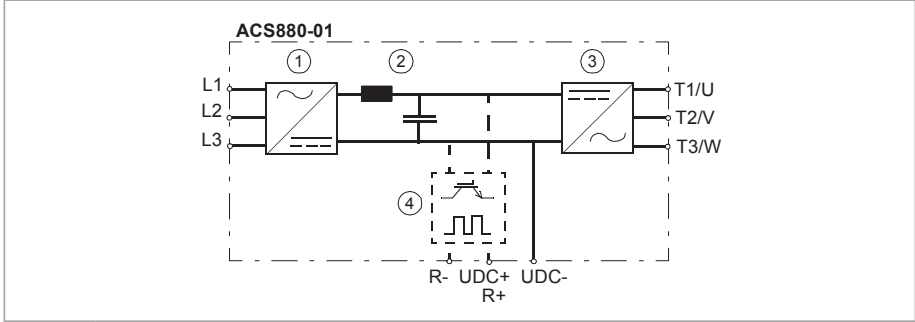 ACS880-01
1
2
3
L1
L2
L3
T1/U
T2/V
T3/W
4
R- UDC+ UDC-
R+